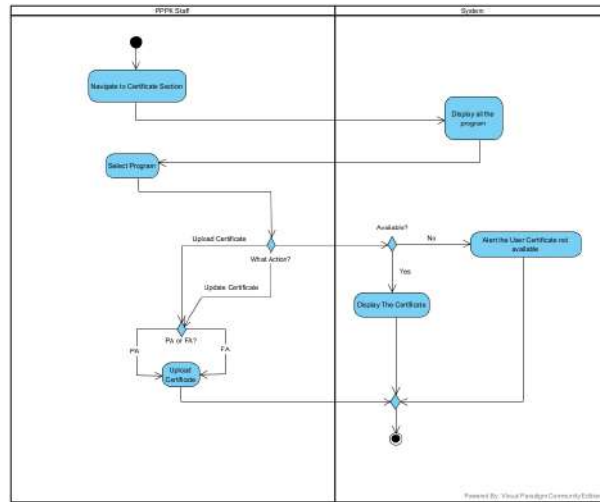 PPPK Staff
System
Navigate to Certificate Section
Display all the
program
Select Program
Available?
Upload Certificate
No
Alert the User Certificate not
available
What Action?
Yes
Update Certificate
Display The Certificate
PA or FA?
PA
FA
Upload
Certificate
Powered By: Visual Paradigm Community Edition